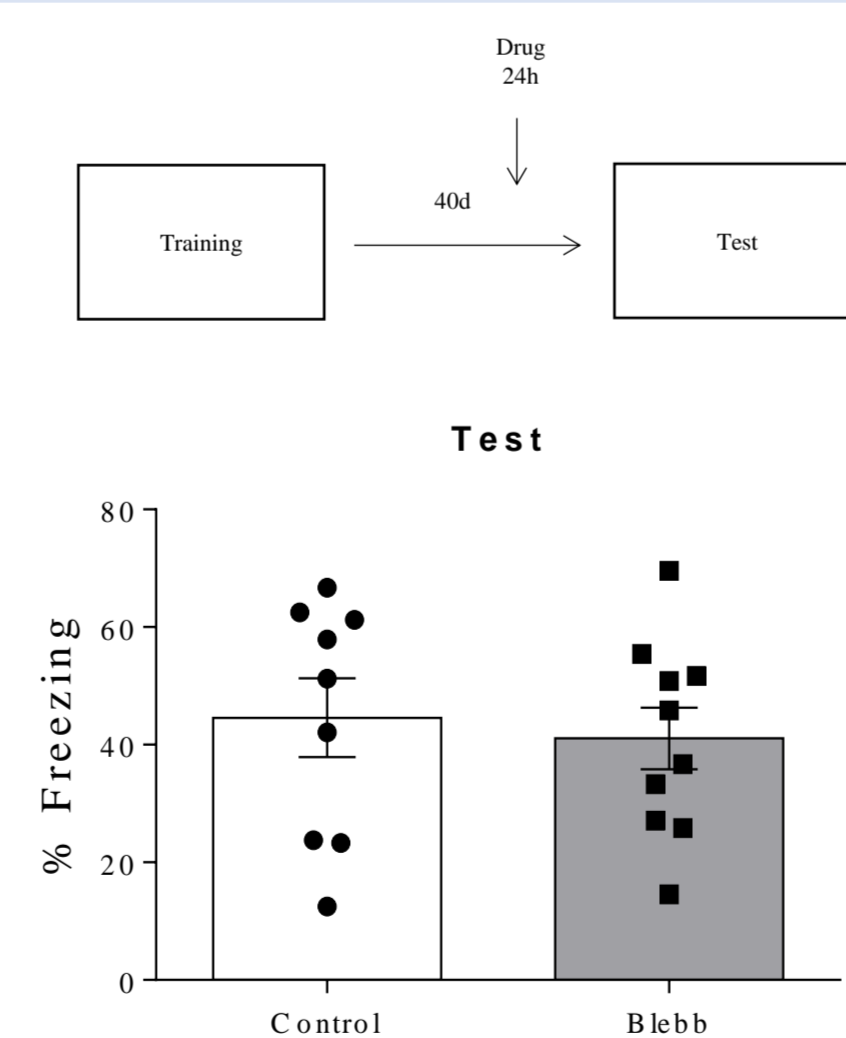 Drug
24h
40d
Training
Test
Test
% Freezing
80
60
40
20
0
Control
Blebb